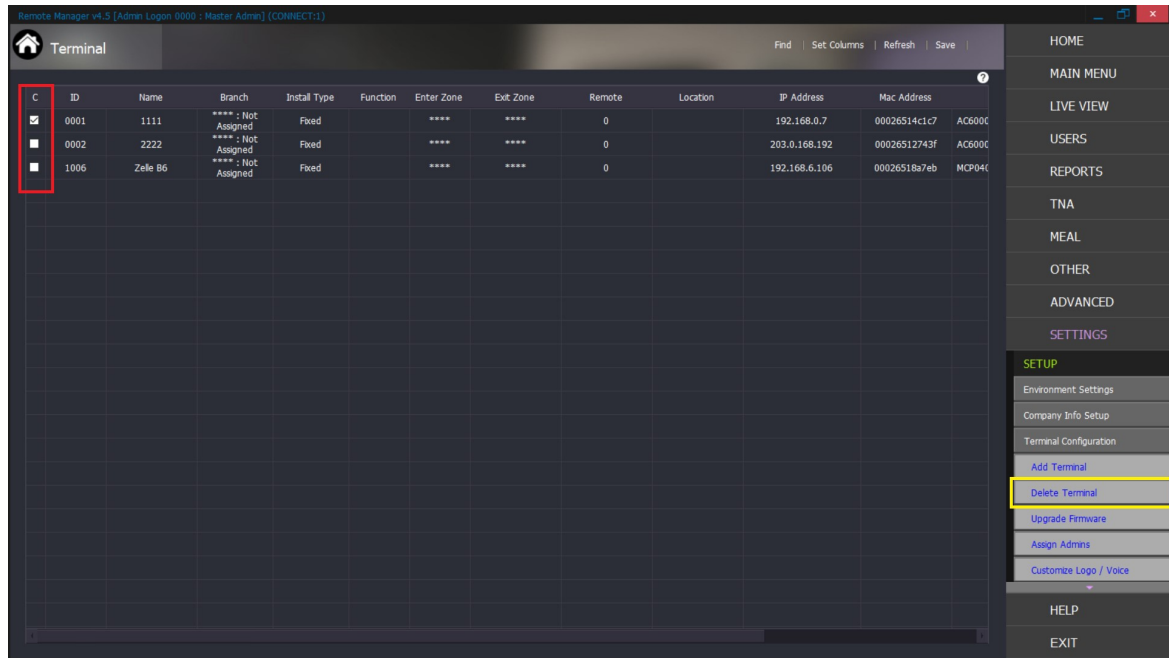 Remote Manager v4.5 [Admin Logon 0000 : Master Admin] (CONNECT:1)
Terminal
Find | Set Columns | Refresh | Save |
?
C ID Name Branch Install Type Function Enter Zone Exit Zone Remote Location IP Address Mac Address
0001 1111 **** : Not Assigned Fixed **** **** 0 192.168.0.7 00026514c1c7 AC6000
0002 2222 **** : Not Assigned Fixed **** **** 0 203.0.168.192 00026512743f AC6000
1006 Zelle B6 **** : Not Assigned Fixed **** **** 0 192.168.6.106 00026518a7eb MCP040
HOME
MAIN MENU
LIVE VIEW
USERS
REPORTS
TNA
MEAL
OTHER
ADVANCED
SETTINGS
SETUP
Environment Settings
Company Info Setup
Terminal Configuration
Add Terminal
Delete Terminal
Upgrade Firmware
Assign Admins
Customize Logo / Voice
HELP
EXIT